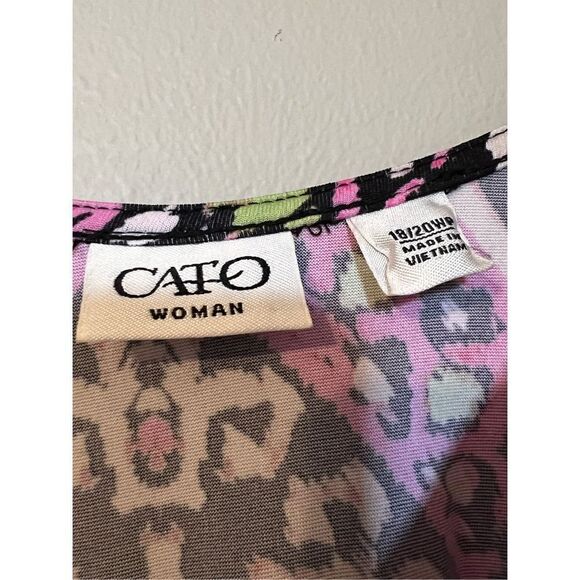 CATO
WOMAN
18/20WP
MADE IN
VIETNAM